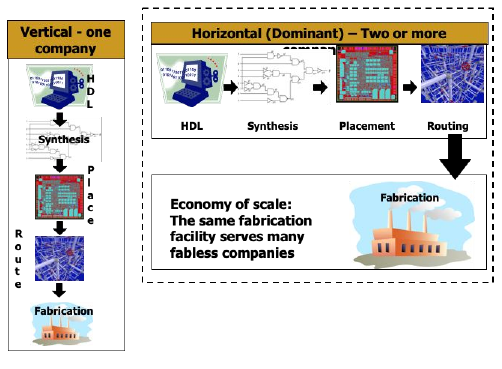 Vertical - one
company
HDL
Synthesis
Place
Route
Fabrication
Horizontal (Dominant) – Two or more
HDL
Synthesis
Placement
Routing
Economy of scale:
The same fabrication
facility serves many
fabless companies
Fabrication